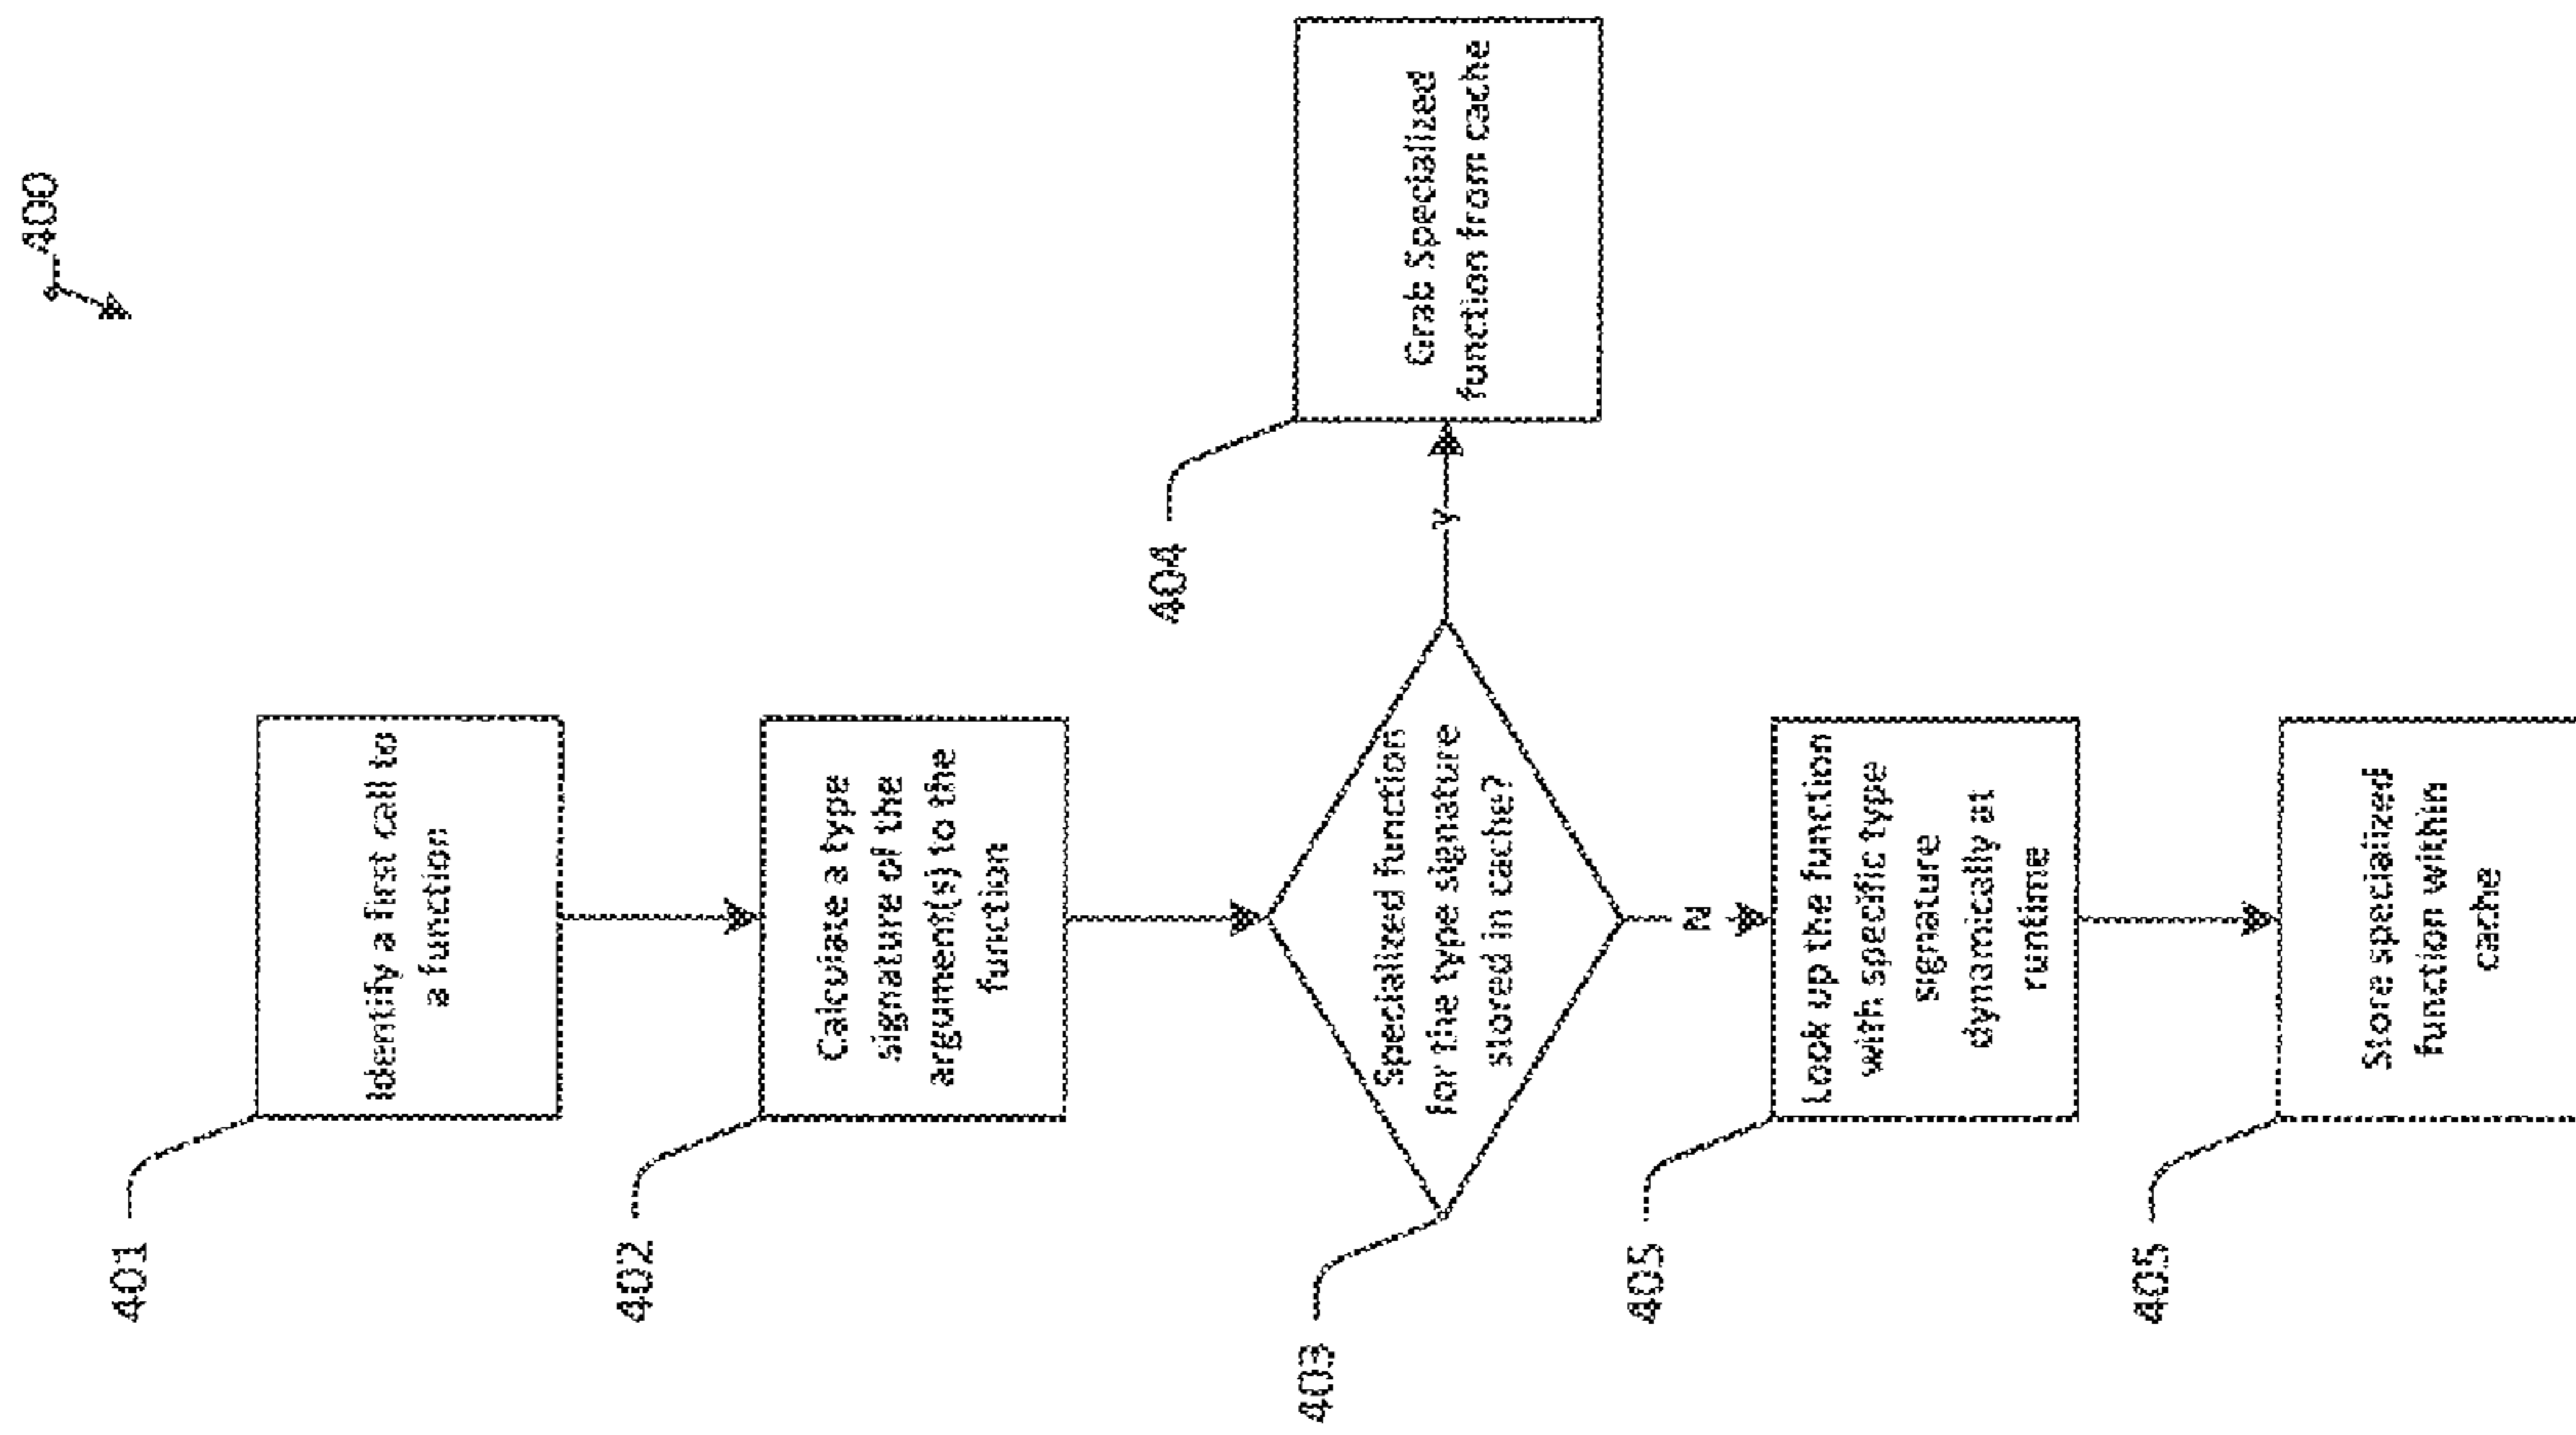 400
401
Identify a first call to
a function
402
Calculase a type
signature of the
argument(s) to the
function
403
Specialized function
for the type signature
stored in cache?
Y
404
Grab Specialized
function from cache
N
405
Look up the function
with specific type
signature
dynamically at
runtime
405
Store specialized
function within
cache